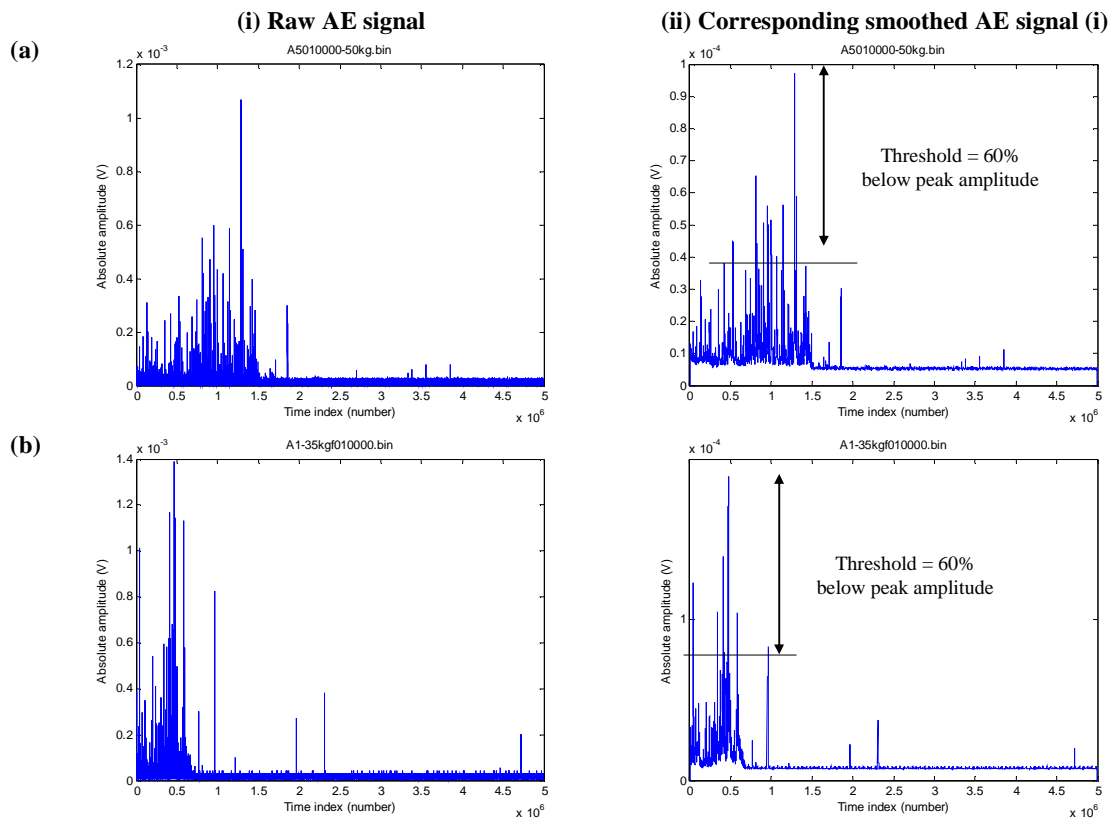 (i) Raw AE signal
(ii) Corresponding smoothed AE signal (i)
(a)
x 10⁻³
A5010000-50kg.bin
1.2
1
0.8
0.6
0.4
0.2
0
Absolute amplitude (V)
0 0.5 1 1.5 2 2.5 3 3.5 4 4.5 5
Time index (number)
x 10⁶
x 10⁻⁴
A5010000-50kg.bin
1
0.9
0.8
0.7
0.6
0.5
0.4
0.3
0.2
0.1
0
Absolute amplitude (V)
Threshold = 60%
below peak amplitude
0 0.5 1 1.5 2 2.5 3 3.5 4 4.5 5
Time index (number)
x 10⁶
(b)
x 10⁻³
A1-35kgf010000.bin
1.4
1.2
1
0.8
0.6
0.4
0.2
0
Absolute amplitude (V)
0 0.5 1 1.5 2 2.5 3 3.5 4 4.5 5
Time index (number)
x 10⁶
x 10⁻⁴
A1-35kgf010000.bin
1
0
Absolute amplitude (V)
Threshold = 60%
below peak amplitude
0 0.5 1 1.5 2 2.5 3 3.5 4 4.5 5
Time index (number)
x 10⁶